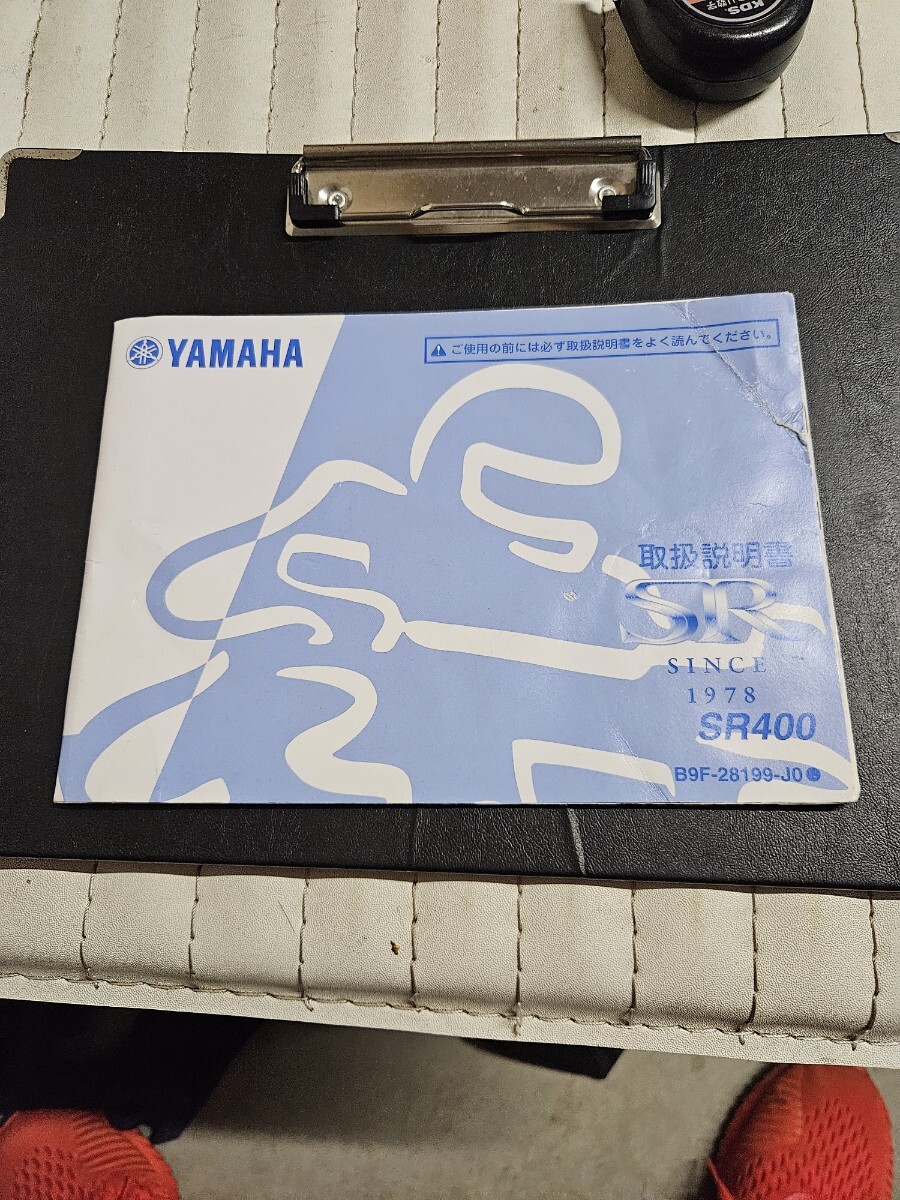 KDS
YAMAHA
ご使用の前には必ず取扱説明書をよく読んでください。
取扱説明書
SR
SINCE
1978
SR400
B9F-28199-J0